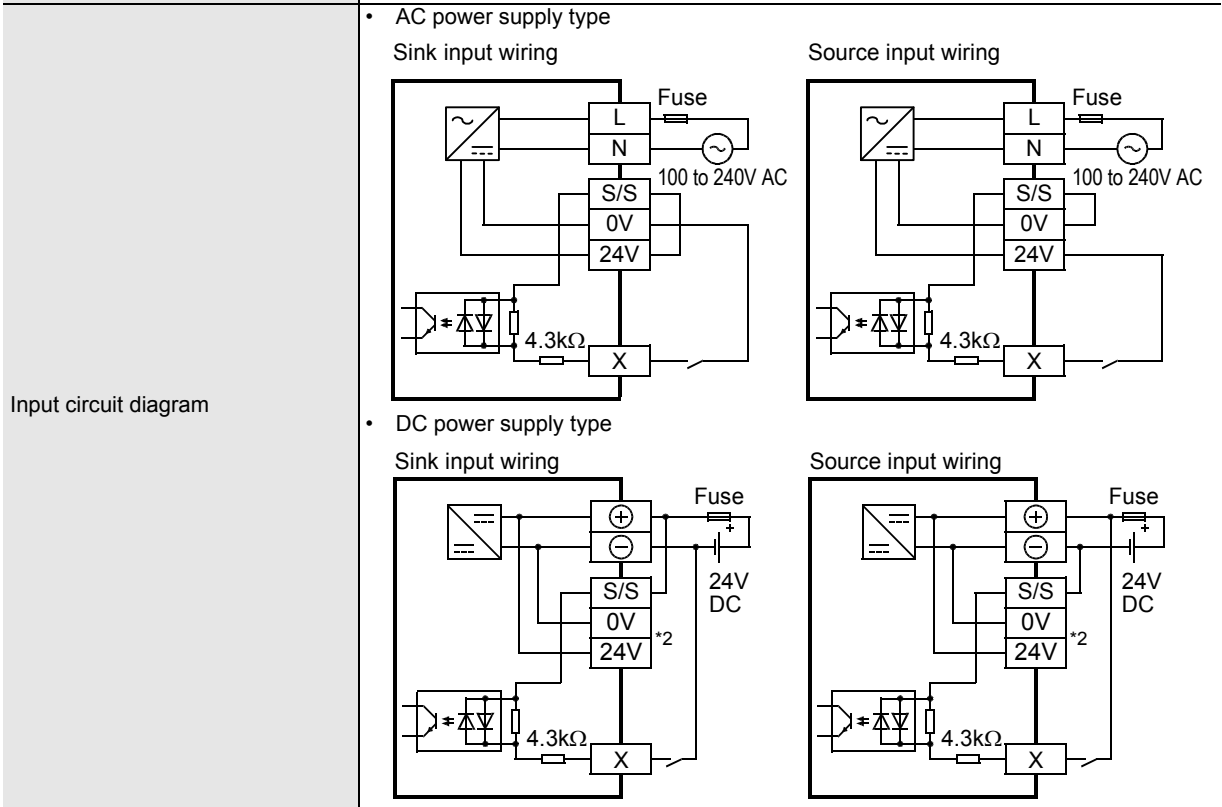 Input circuit diagram
• AC power supply type
Sink input wiring
Fuse
L
N
100 to 240V AC
S/S
0V
24V
4.3kΩ
X
Source input wiring
Fuse
L
N
100 to 240V AC
S/S
0V
24V
4.3kΩ
X
• DC power supply type
Sink input wiring
Fuse
+
24V
DC
S/S
0V
24V
*2
4.3kΩ
X
Source input wiring
Fuse
+
24V
DC
S/S
0V
24V
*2
4.3kΩ
X